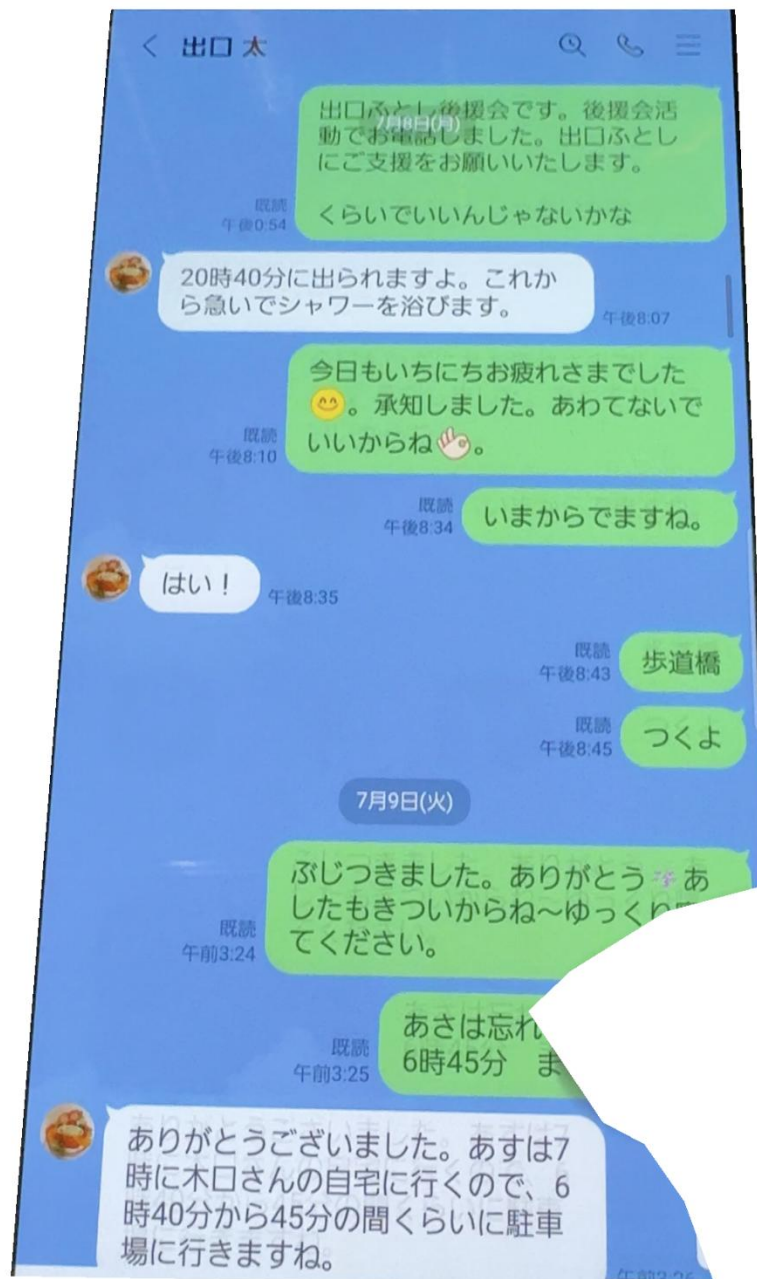 出口 太
7月8日(月)
出口ふとし後援会です。後援会活
動でお電話しました。出口ふとし
にご支援をお願いいたします。
くらいでいいんじゃないかな
既読
午後0:54
20時40分に出られますよ。これか
ら急いでシャワーを浴びます。
午後8:07
今日もいちにちお疲れさまでした
😊。承知しました。あわてないで
いいからね👌。
既読
午後8:10
いまからでますね。
既読
午後8:34
はい！
午後8:35
歩道橋
既読
午後8:43
つくよ
既読
午後8:45
7月9日(火)
ぶじつきました。ありがとう あ
したもきついからね～ゆっくり
てください。
既読
午前3:24
あさは忘れ
6時45分 ま
既読
午前3:25
ありがとうございました。あすは7
時に木口さんの自宅に行くので、6
時40分から45分の間くらいに駐車
場に行きますね。
午前3:26